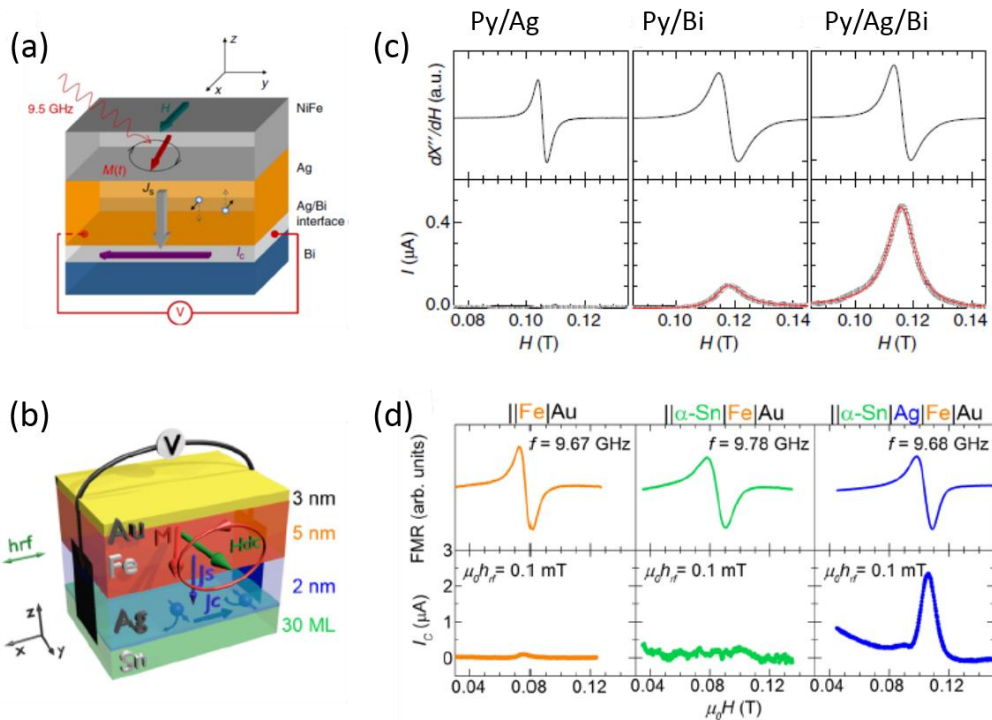 (a)
z
y
x
9.5 GHz
H
M(t)
Js
Ic
NiFe
Ag
Ag/Bi
interface
Bi
V
(c)
Py/Ag
Py/Bi
Py/Ag/Bi
dX''/dH (a.u.)
I (µA)
0.4
0.0
0.08
0.10
0.12
0.10
0.12
0.14
0.10
0.12
0.14
H (T)
H (T)
H (T)
(b)
V
hrf
Au
Fe
Ag
Sn
M
Hdc
Js
Jc
3 nm
5 nm
2 nm
30 ML
z
x
y
(d)
||Fe|Au
||α-Sn|Fe|Au
||α-Sn|Ag|Fe|Au
f = 9.67 GHz
f = 9.78 GHz
f = 9.68 GHz
FMR (arb. units)
μ₀hrf= 0.1 mT
μ₀hrf= 0.1 mT
μ₀hrf= 0.1 mT
IC (µA)
3
2
1
0
0.04
0.08
0.12
0.04
0.08
0.12
0.04
0.08
0.12
μ₀H (T)